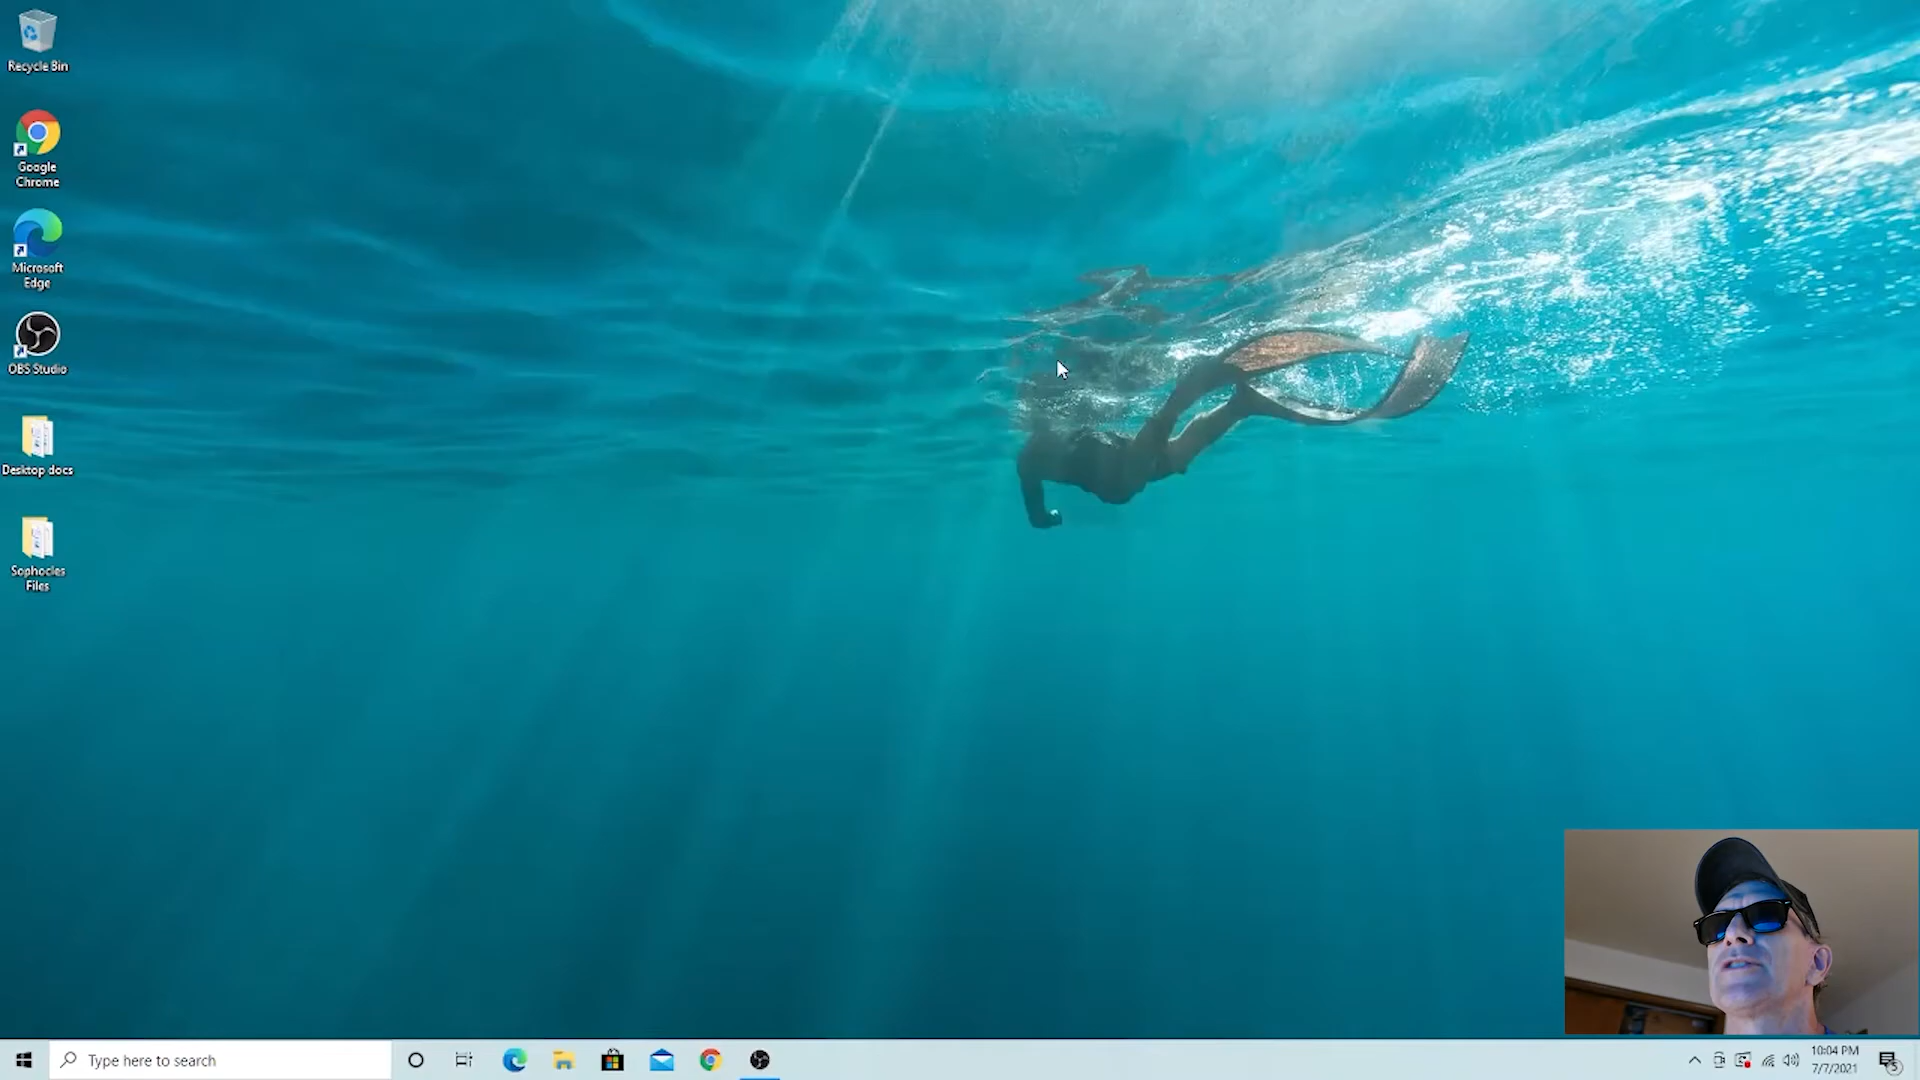 Recycle Bin
Google
Chrome
Microsoft
Edge
OBS Studio
Desktop docs
Sophocles
Files
Type here to search
10:04 PM
7/7/2021
5